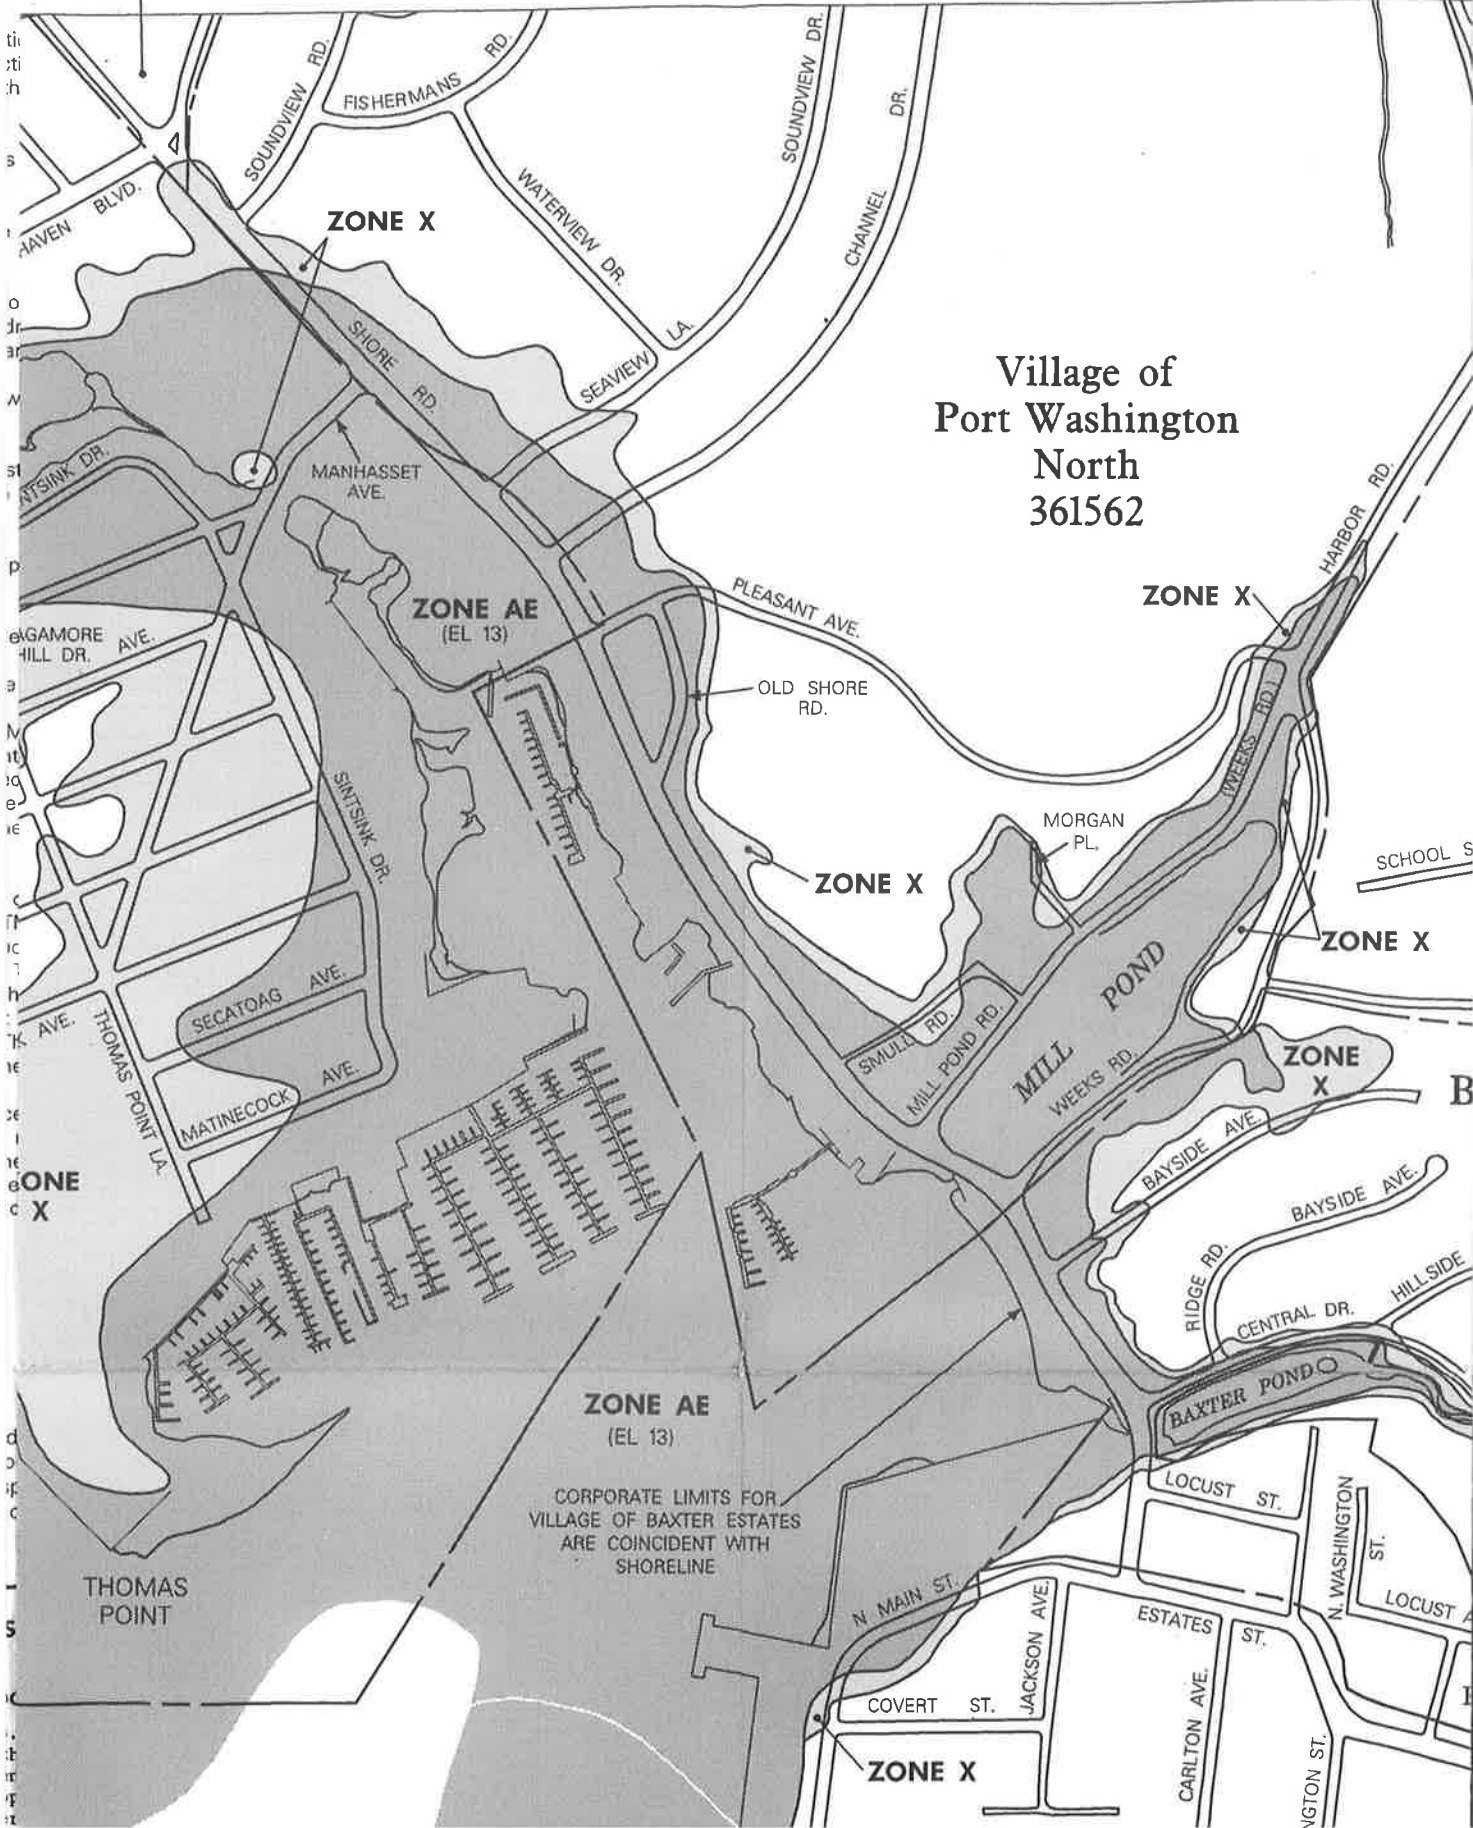 SOUNDVIEW RD.
FISHERMANS RD.
SOUNDVIEW DR.
CHANNEL DR.
HAVEN BLVD.
ZONE X
WATERVIEW DR.
SHORE RD.
SEAVIEW LA.
Village of
Port Washington
North
361562
MANHASSET
AVE.
HARBOR RD.
ZONE AE
(EL 13)
PLEASANT AVE.
ZONE X
HILL DR.
AVE.
OLD SHORE
RD.
(WEEKS RD.)
SINTSINK DR.
MORGAN
PL.
ZONE X
SCHOOL S
ZONE X
SECATOAG AVE.
AVE.
THOMAS POINT LA.
MATINECOCK AVE.
SMULL RD.
MILL POND RD.
MILL POND
WEEKS RD.
ZONE
X
B
BAYSIDE AVE.
BAYSIDE AVE.
ONE
X
RIDGE RD.
CENTRAL DR.
HILLSIDE
BAXTER POND
ZONE AE
(EL 13)
CORPORATE LIMITS FOR
VILLAGE OF BAXTER ESTATES
ARE COINCIDENT WITH
SHORELINE
LOCUST ST.
N. WASHINGTON ST.
THOMAS
POINT
N MAIN ST.
JACKSON AVE.
ESTATES ST.
LOCUST
COVERT ST.
CARLTON AVE.
NGTON ST.
ZONE X